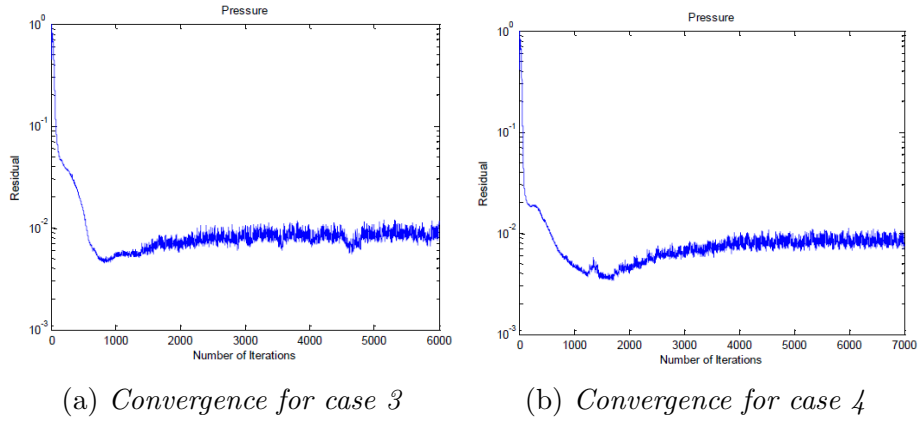 Pressure
10^0
10^-1
10^-2
10^-3
Residual
0 1000 2000 3000 4000 5000 6000
Number of Iterations
(a) Convergence for case 3
Pressure
10^0
10^-1
10^-2
10^-3
Residual
0 1000 2000 3000 4000 5000 6000 7000
Number of Iterations
(b) Convergence for case 4